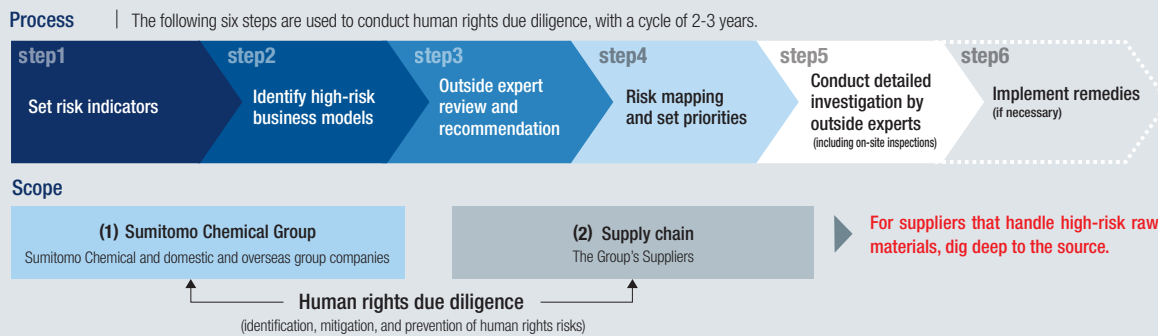 Process | The following six steps are used to conduct human rights due diligence, with a cycle of 2-3 years.
step1
Set risk indicators
step2
Identify high-risk
business models
step3
Outside expert
review and
recommendation
step4
Risk mapping
and set priorities
step5
Conduct detailed
investigation by
outside experts
(including on-site inspections)
step6
Implement remedies
(if necessary)
Scope
(1) Sumitomo Chemical Group
Sumitomo Chemical and domestic and overseas group companies
(2) Supply chain
The Group's Suppliers
For suppliers that handle high-risk raw
materials, dig deep to the source.
Human rights due diligence
(identification, mitigation, and prevention of human rights risks)